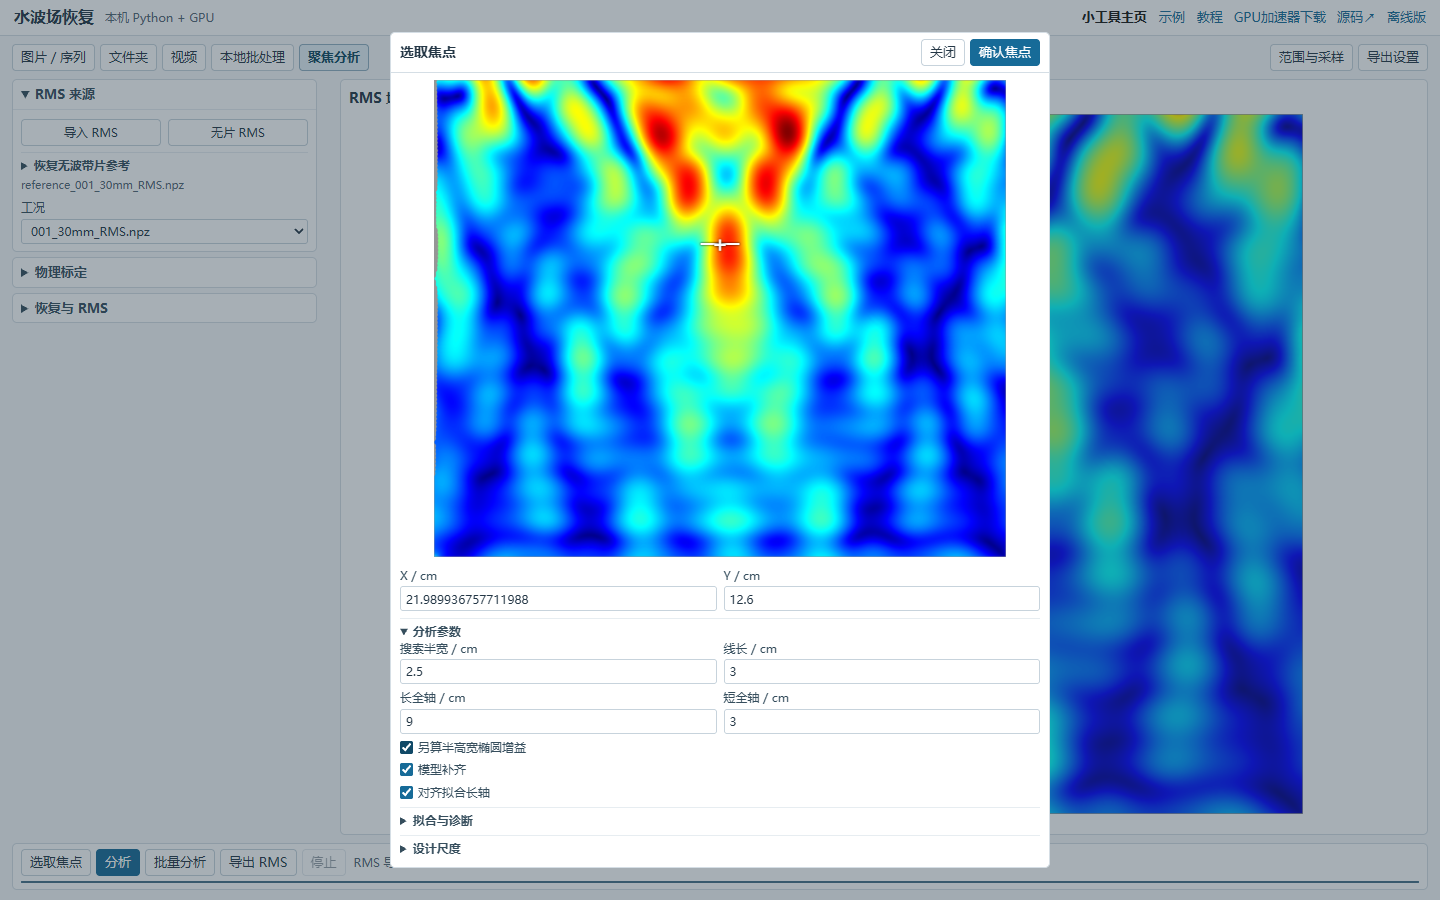 水波场恢复 本机 Python + GPU
小工具主页 示例 教程 GPU加速器下载 源码↗ 离线版
图片 / 序列 文件夹 视频 本地批处理 聚焦分析
范围与采样 导出设置
选取焦点 关闭 确认焦点
▼ RMS 来源
导入 RMS 无片 RMS
▶ 恢复无波带片参考
reference_001_30mm_RMS.npz
工况
001_30mm_RMS.npz
▶ 物理标定
▶ 恢复与 RMS
RMS
X / cm Y / cm
21.989936757711988 12.6
▼ 分析参数
搜索半宽 / cm 线长 / cm
2.5 3
长全轴 / cm 短全轴 / cm
9 3
另算半高宽椭圆增益
模型补齐
对齐拟合长轴
▶ 拟合与诊断
▶ 设计尺度
选取焦点 分析 批量分析 导出 RMS 停止 RMS